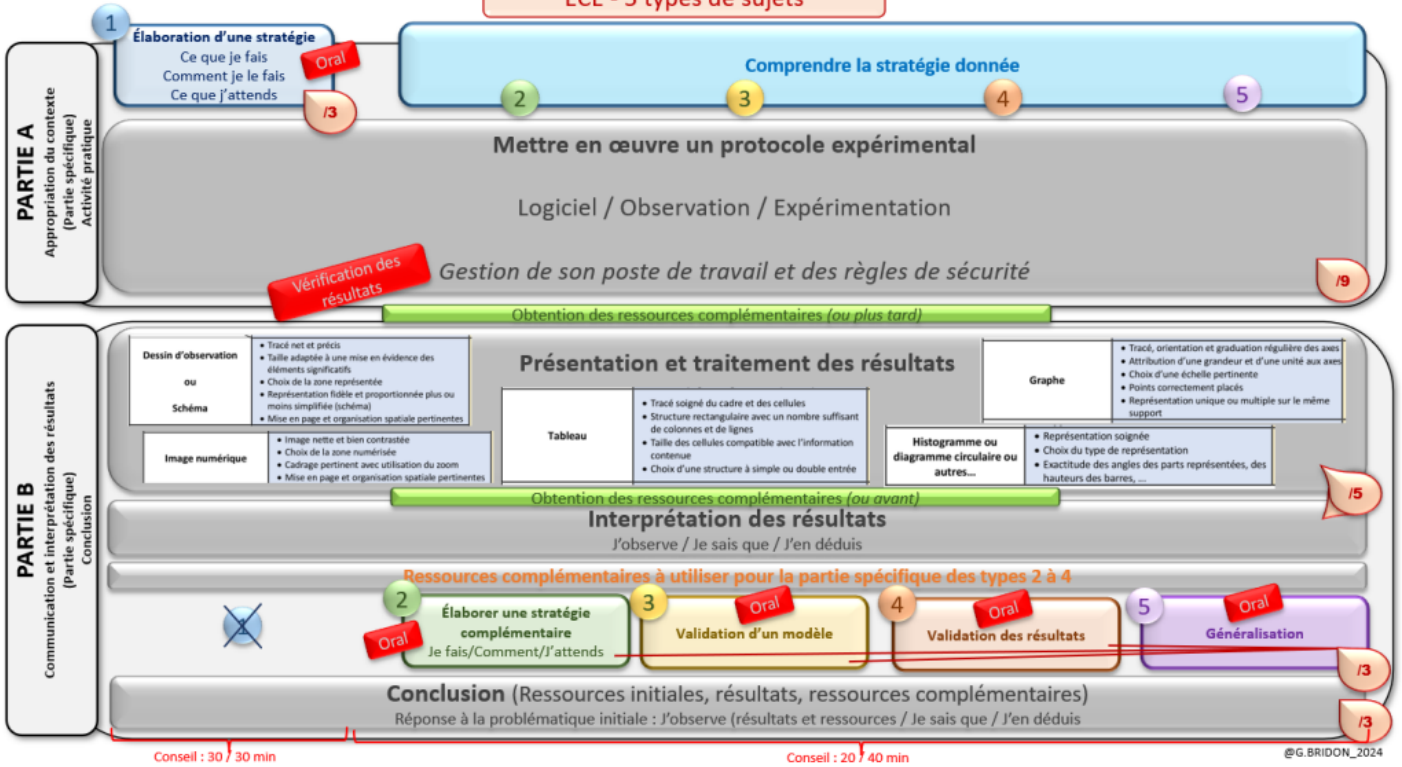 ECE - 5 types de sujets
1
Élaboration d'une stratégie
Ce que je fais
Comment je le fais
Ce que j'attends
Oral
/3
Comprendre la stratégie donnée
2
3
4
5
PARTIE A
Appropriation du contexte
(Partie spécifique)
Activité pratique
Mettre en œuvre un protocole expérimental
Logiciel / Observation / Expérimentation
Gestion de son poste de travail et des règles de sécurité
Vérification des
résultats
/9
Obtention des ressources complémentaires (ou plus tard)
PARTIE B
Communication et interprétation des résultats
(Partie spécifique)
Conclusion
Présentation et traitement des résultats
Dessin d'observation
ou
Schéma
• Tracé net et précis
• Taille adaptée à une mise en évidence des
éléments significatifs
• Choix de la zone représentée
• Représentation fidèle et proportionnée plus ou
moins simplifiée (schéma)
• Mise en page et organisation spatiale pertinentes
Image numérique
• Image nette et bien contrastée
• Choix de la zone numérisée
• Cadrage pertinent avec utilisation du zoom
• Mise en page et organisation spatiale pertinentes
Tableau
• Tracé soigné du cadre et des cellules
• Structure rectangulaire avec un nombre suffisant
de colonnes et de lignes
• Taille des cellules compatible avec l'information
contenue
• Choix d'une structure à simple ou double entrée
Graphe
• Tracé, orientation et graduation régulière des axes
• Attribution d'une grandeur et d'une unité aux axes
• Choix d'une échelle pertinente
• Points correctement placés
• Représentation unique ou multiple sur le même
support
Histogramme ou
diagramme circulaire ou
autres...
• Représentation soignée
• Choix du type de représentation
• Exactitude des angles des parts représentées, des
hauteurs des barres, ...
/5
Obtention des ressources complémentaires (ou avant)
Interprétation des résultats
J'observe / Je sais que / J'en déduis
Ressources complémentaires à utiliser pour la partie spécifique des types 2 à 4
1
2
Élaborer une stratégie
complémentaire
Je fais/Comment/J'attends
Oral
3
Oral
Validation d'un modèle
4
Oral
Validation des résultats
5
Oral
Généralisation
/3
Conclusion (Ressources initiales, résultats, ressources complémentaires)
Réponse à la problématique initiale : J'observe (résultats et ressources / Je sais que / J'en déduis
/3
Conseil : 30 / 30 min
Conseil : 20 / 40 min
@G.BRIDON_2024